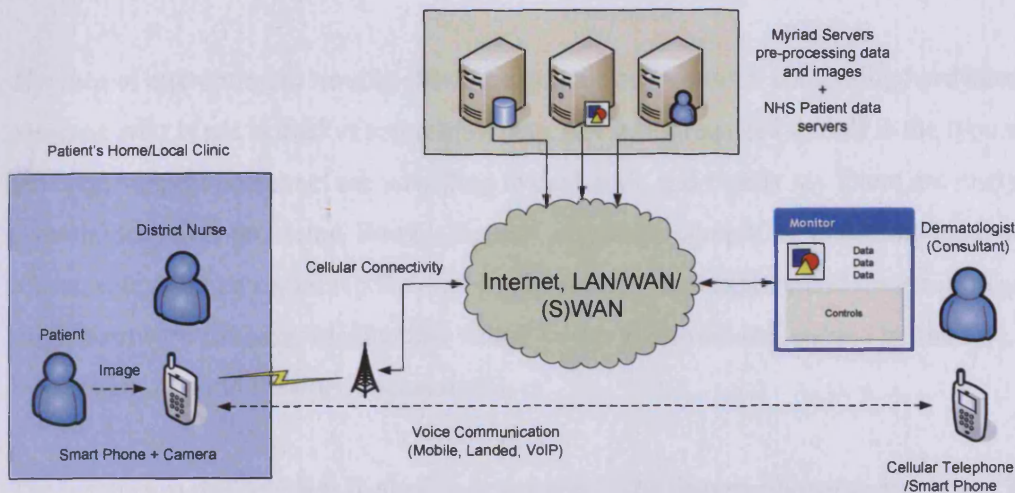 Myriad Servers
pre-processing data
and images
+
NHS Patient data
servers
Patient's Home/Local Clinic
District Nurse
Patient
Image
Smart Phone + Camera
Cellular Connectivity
Internet, LAN/WAN/
(S)WAN
Monitor
Data
Data
Data
Controls
Dermatologist
(Consultant)
Voice Communication
(Mobile, Landed, VoIP)
Cellular Telephone
/Smart Phone